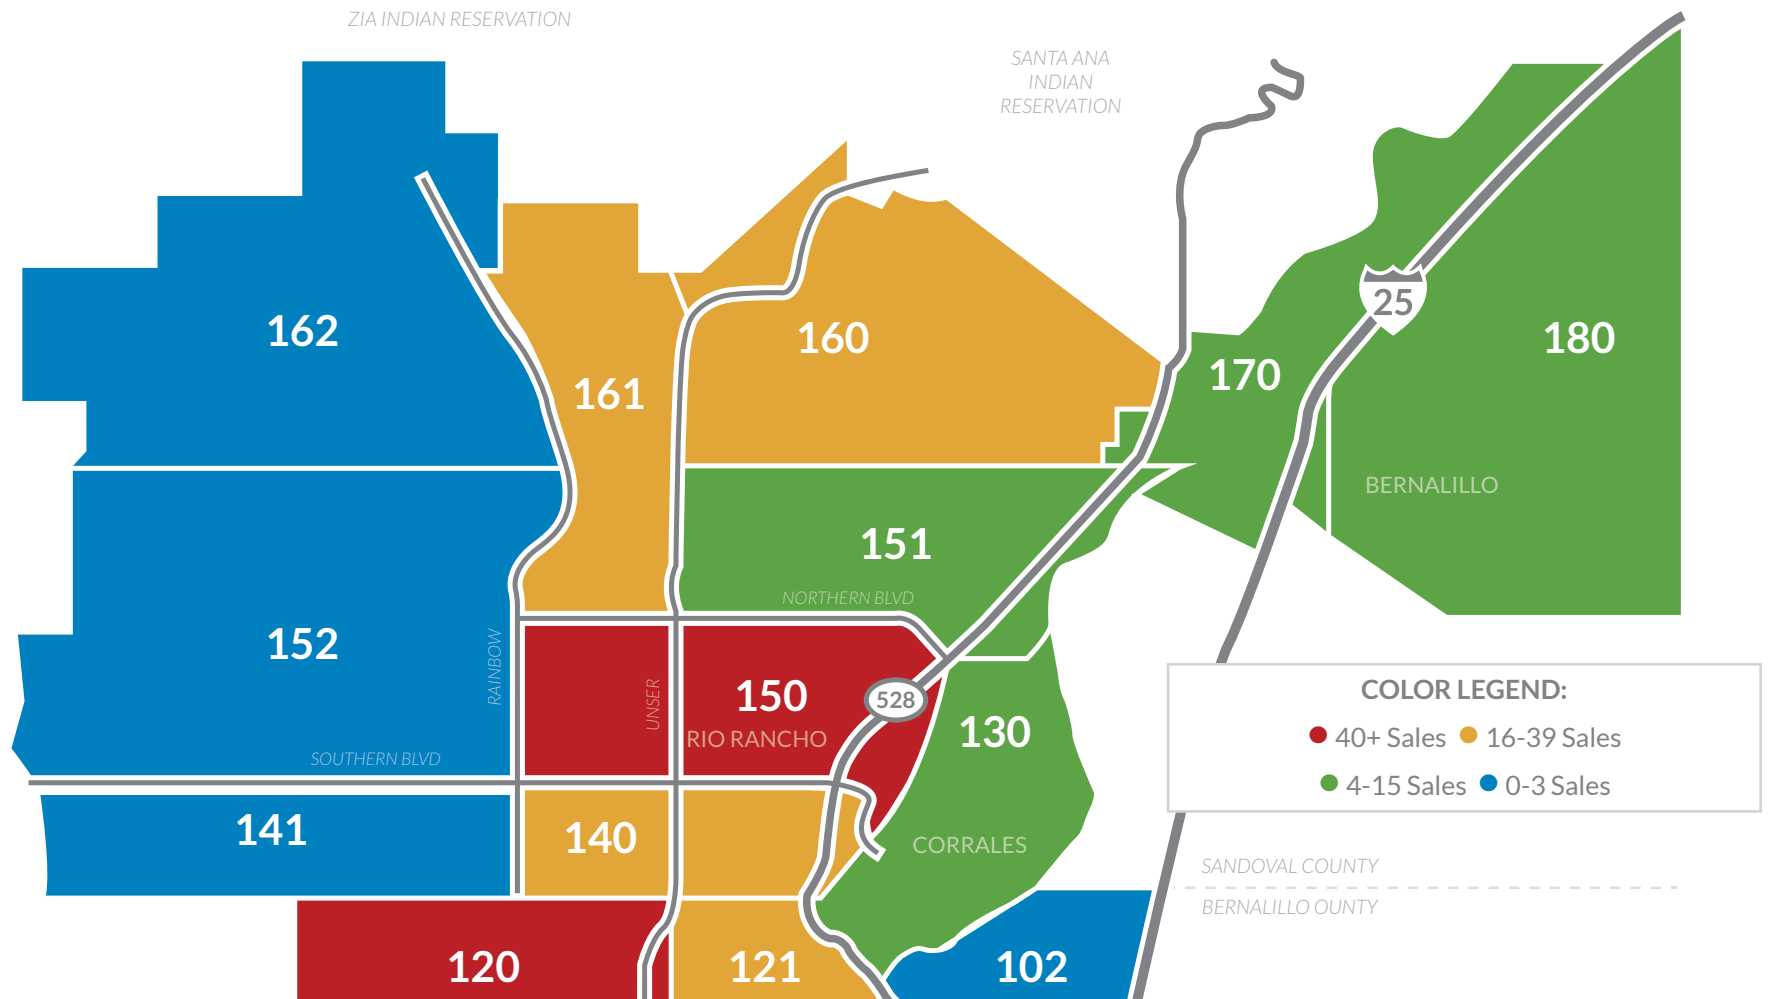 ZIA INDIAN RESERVATION
SANTA ANA
INDIAN
RESERVATION
25
162
160
180
170
161
BERNALILLO
151
NORTHERN BLVD
152
RAINBOW
UNSER
150
528
RIO RANCHO
130
COLOR LEGEND:
40+ Sales 16-39 Sales
4-15 Sales 0-3 Sales
SOUTHERN BLVD
141
140
CORRALES
SANDOVAL COUNTY
BERNALILLO OUNTY
120
121
102